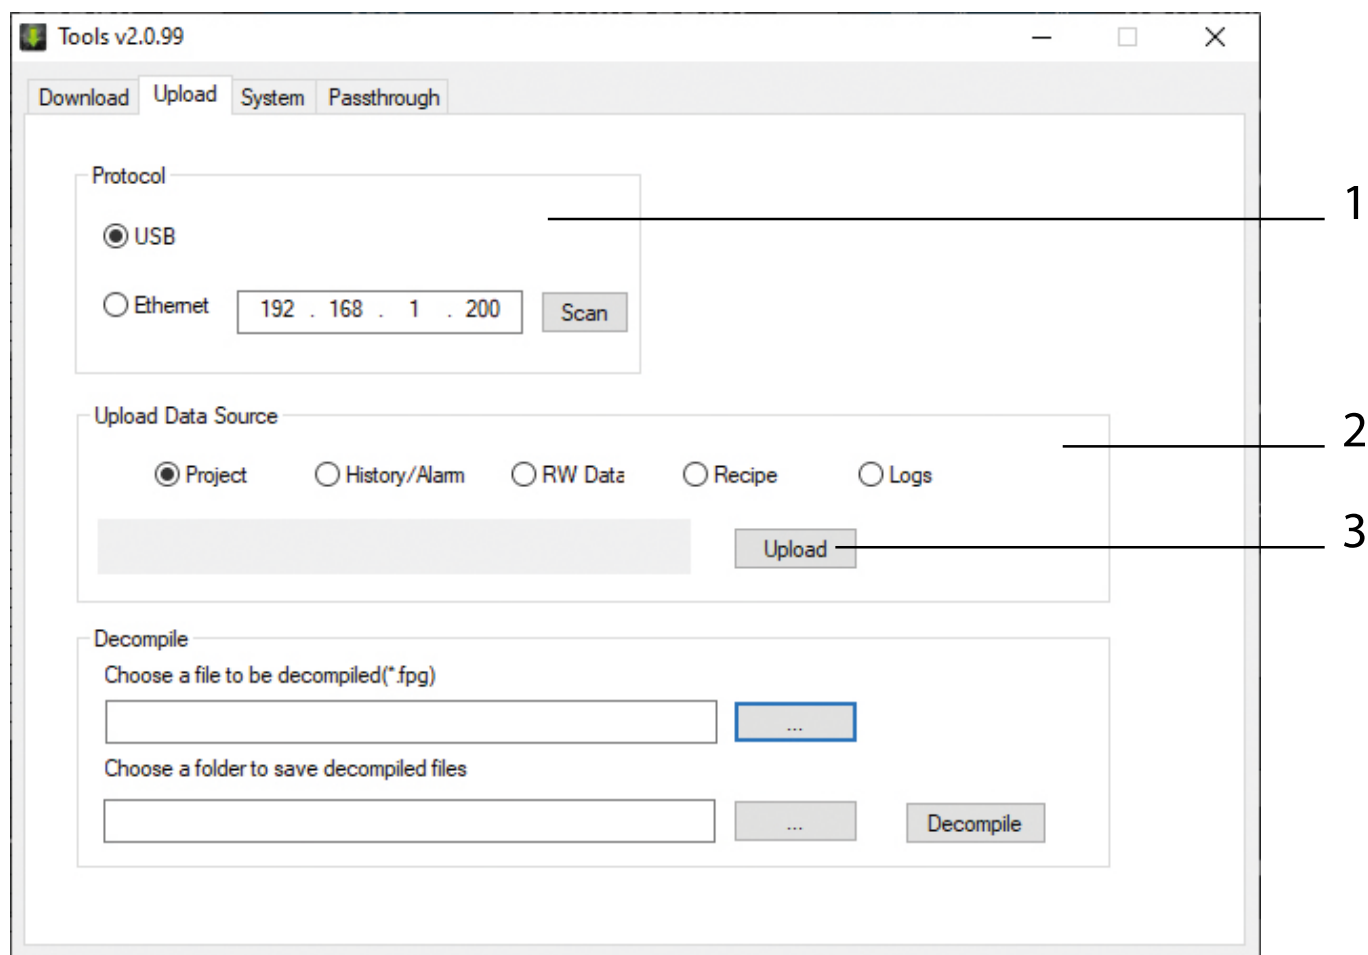 Tools v2.0.99
Download Upload System Passthrough
Protocol
1
USB
Ethernet 192 . 168 . 1 . 200 Scan
Upload Data Source
2
Project History/Alarm RW Data Recipe Logs
Upload
3
Decompile
Choose a file to be decompiled(*.fpg)
...
Choose a folder to save decompiled files
... Decompile